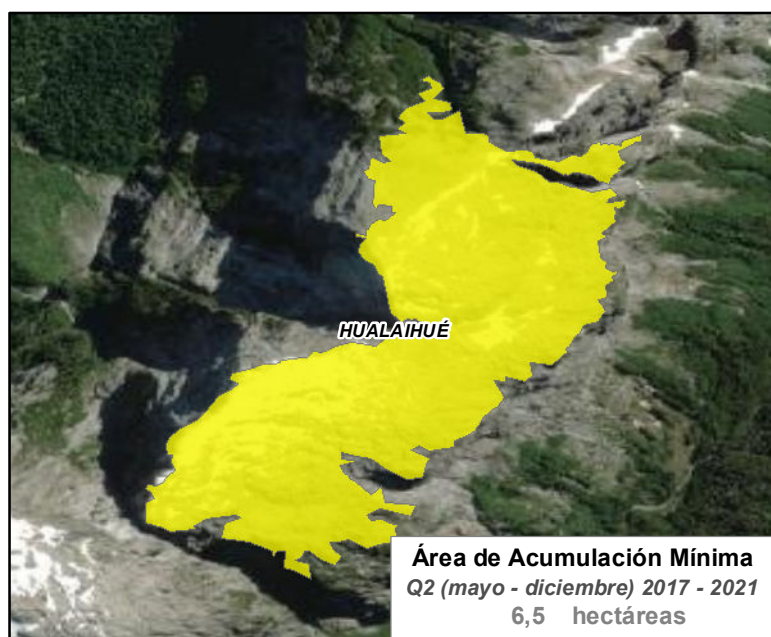 HUALAIHUÉ
Área de Acumulación Mínima
Q2 (mayo - diciembre) 2017 - 2021
6,5 hectáreas